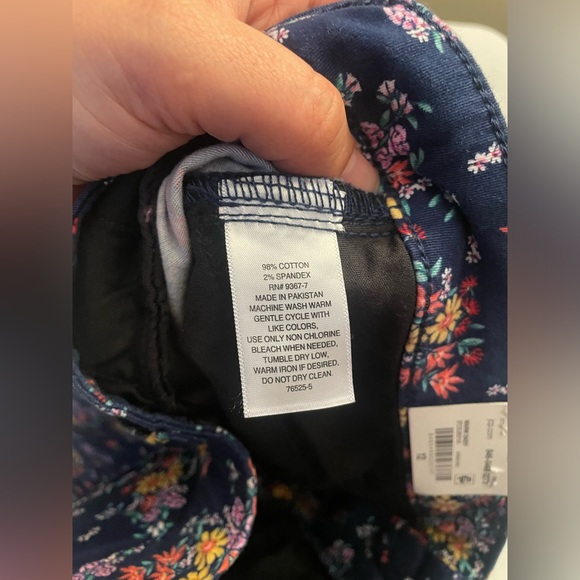 98% COTTON
2% SPANDEX
RN# 9367-7
MADE IN PAKISTAN
MACHINE WASH WARM
GENTLE CYCLE WITH
LIKE COLORS,
USE ONLY NON CHLORINE
BLEACH WHEN NEEDED,
TUMBLE DRY LOW,
WARM IRON IF DESIRED.
DO NOT DRY CLEAN.
76525-5
12